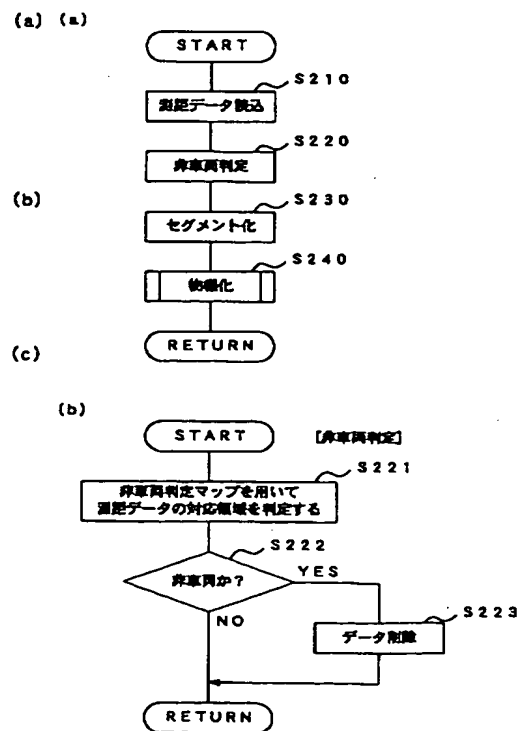 (a) (a)
START
S210
測距データ読込
S220
非車両判定
(b)
S230
セグメント化
S240
物標化
RETURN
(c)
(b)
START
[非車両判定]
S221
非車両判定マップを用いて
測距データの対応領域を判定する
S222
非車両か?
YES
S223
NO
データ削除
RETURN